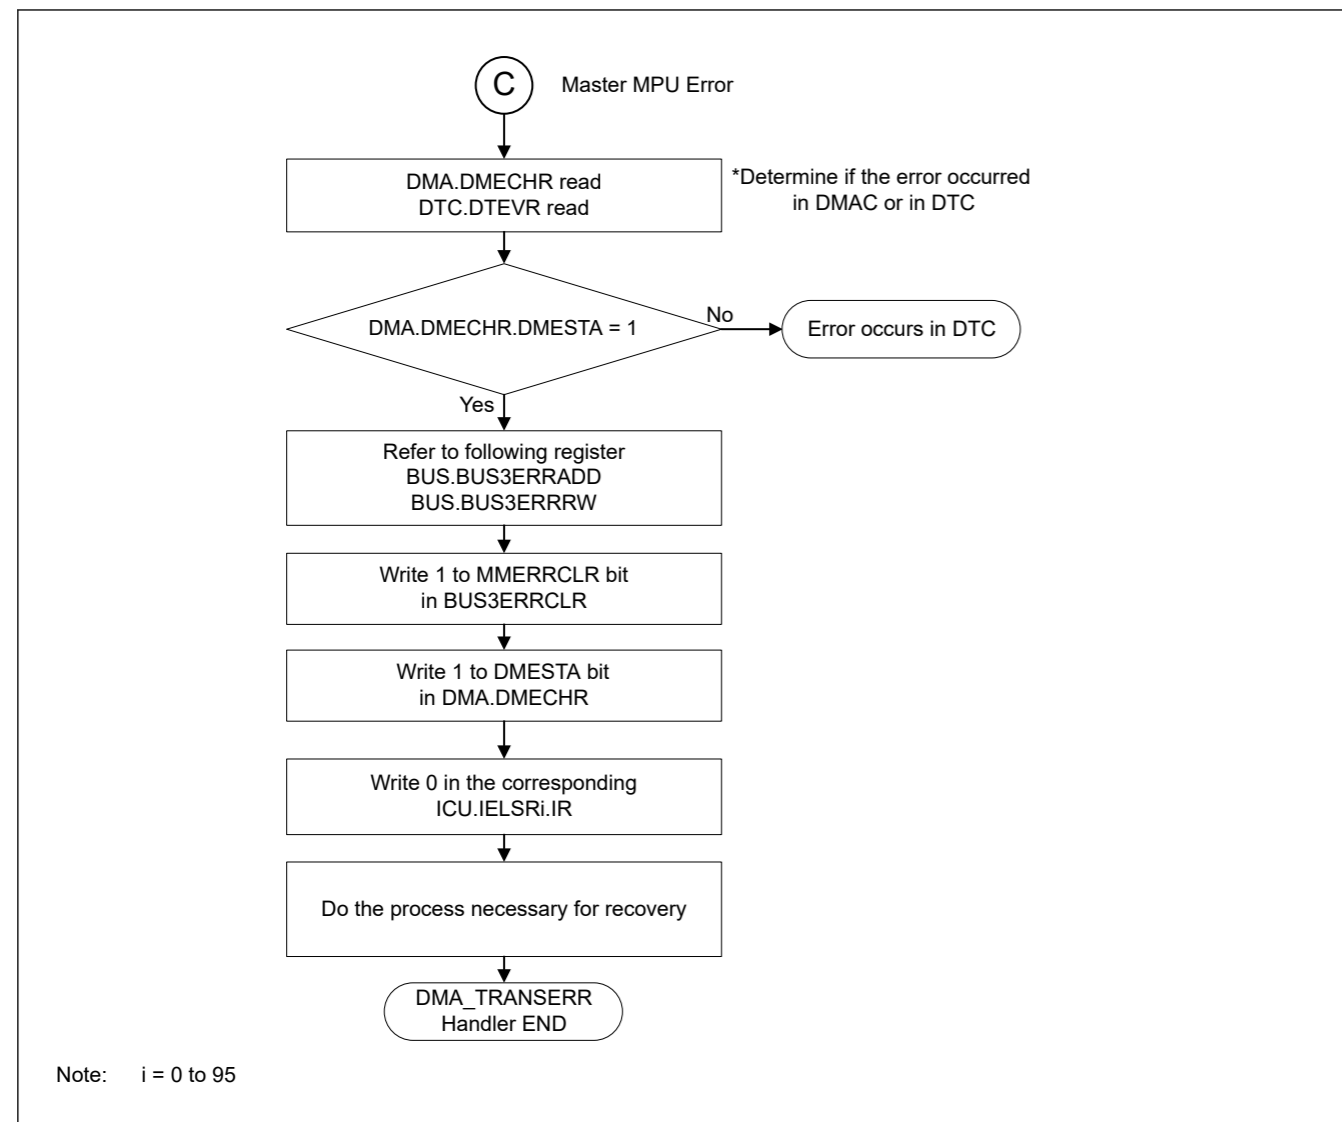 C
Master MPU Error
DMA.DMECHR read
DTC.DTEVR read
*Determine if the error occurred
in DMAC or in DTC
DMA.DMECHR.DMESTA = 1
No
Error occurs in DTC
Yes
Refer to following register
BUS.BUS3ERRADD
BUS.BUS3ERRRW
Write 1 to MMERRCLR bit
in BUS3ERRCLR
Write 1 to DMESTA bit
in DMA.DMECHR
Write 0 in the corresponding
ICU.IELSRi.IR
Do the process necessary for recovery
DMA_TRANSERR
Handler END
Note: i = 0 to 95